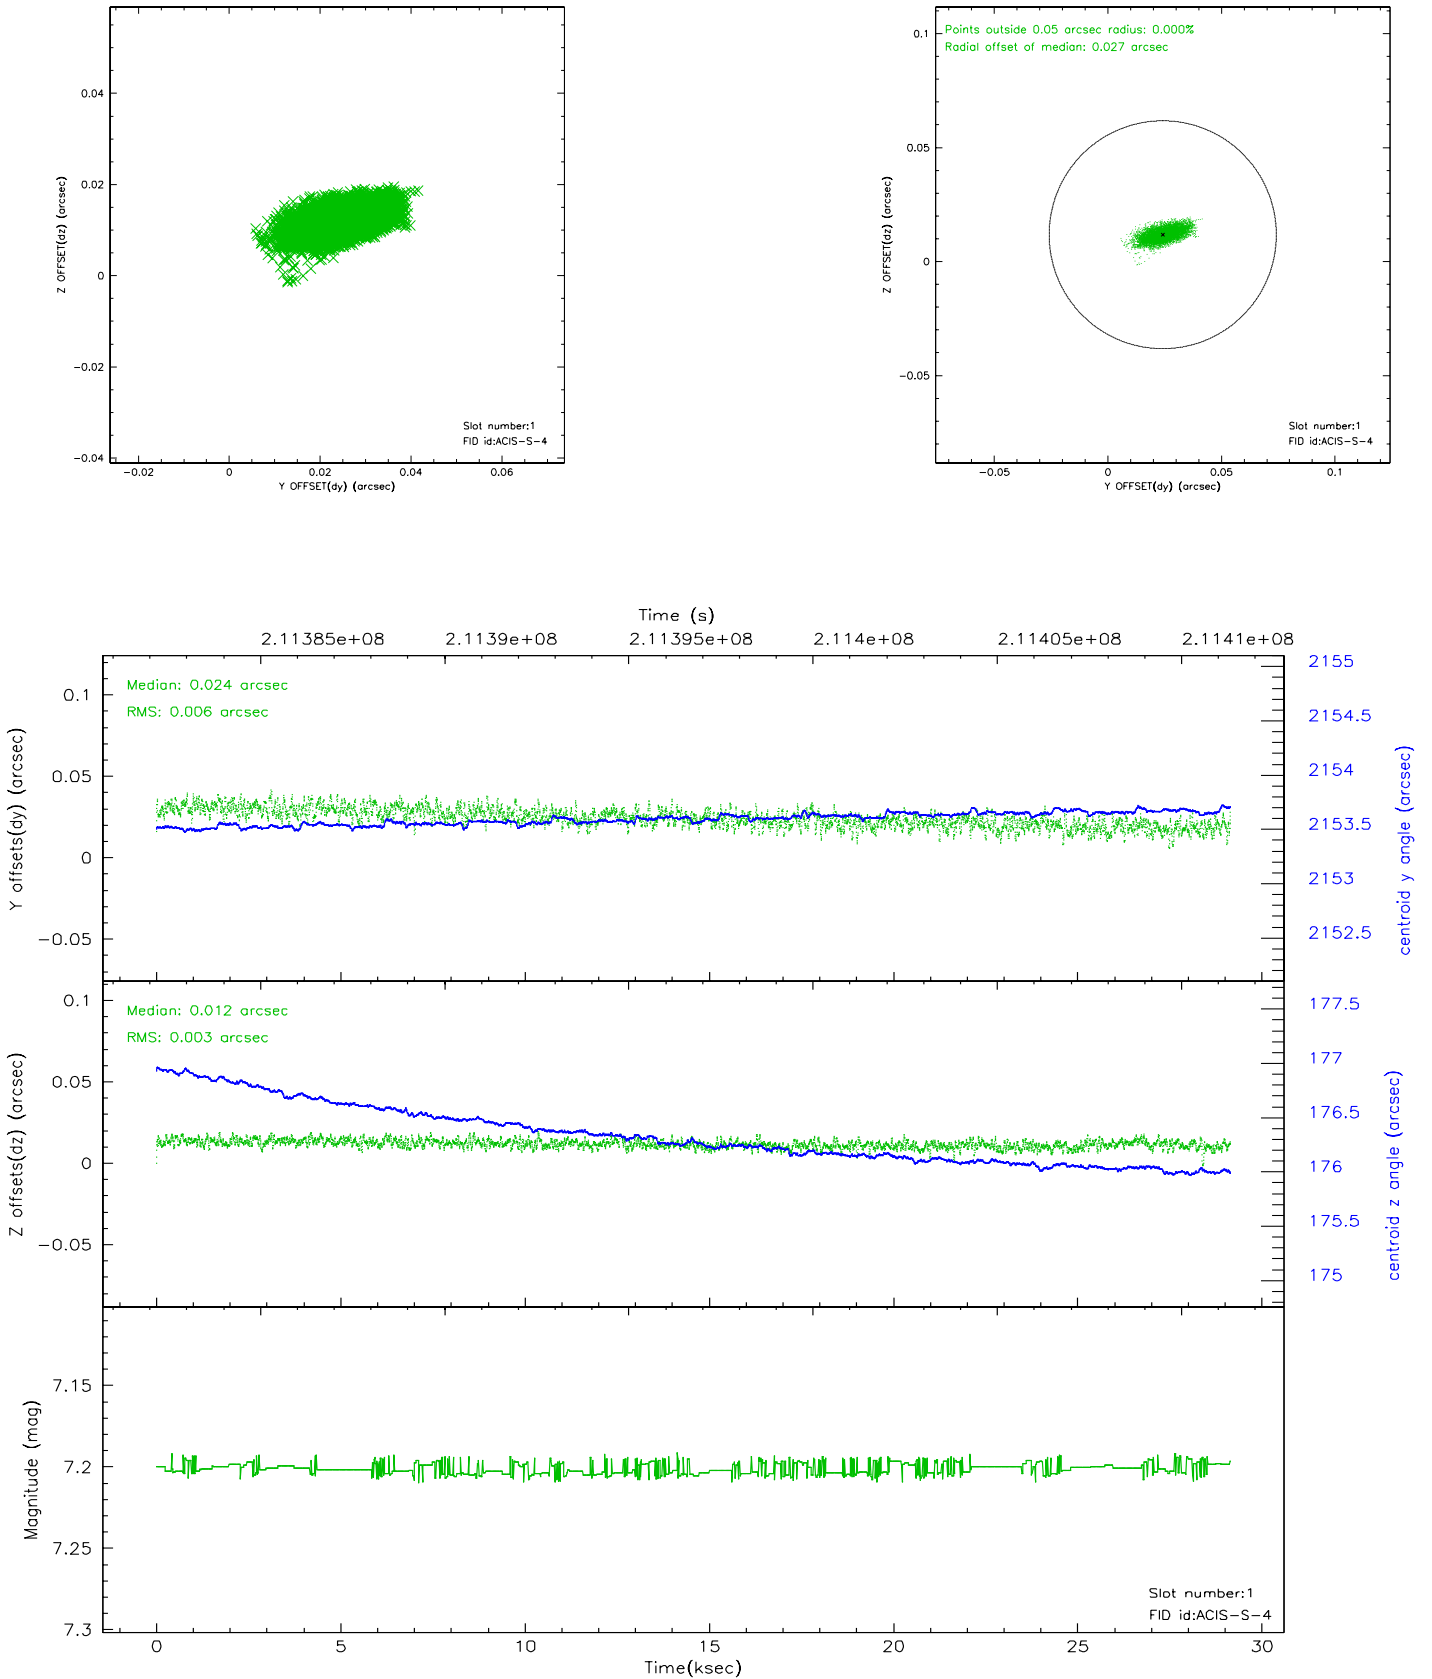 0.04
0.02
0
−0.02
−0.04
Z OFFSET(dz) (arcsec)
−0.02
0
0.02
0.04
0.06
Y OFFSET(dy) (arcsec)
Slot number:1
FID id:ACIS−S−4
Points outside 0.05 arcsec radius: 0.000%
Radial offset of median: 0.027 arcsec
0.1
0.05
0
−0.05
Z OFFSET(dz) (arcsec)
−0.05
0
0.05
0.1
Y OFFSET(dy) (arcsec)
Slot number:1
FID id:ACIS−S−4
Time (s)
2.11385e+08
2.1139e+08
2.11395e+08
2.114e+08
2.11405e+08
2.1141e+08
Median: 0.024 arcsec
RMS: 0.006 arcsec
0.1
0.05
0
−0.05
Y offsets(dy) (arcsec)
2155
2154.5
2154
2153.5
2153
2152.5
centroid y angle (arcsec)
Median: 0.012 arcsec
RMS: 0.003 arcsec
0.1
0.05
0
−0.05
Z offsets(dz) (arcsec)
177.5
177
176.5
176
175.5
175
centroid z angle (arcsec)
7.15
7.2
7.25
7.3
Magnitude (mag)
Slot number:1
FID id:ACIS−S−4
0
5
10
15
20
25
30
Time(ksec)